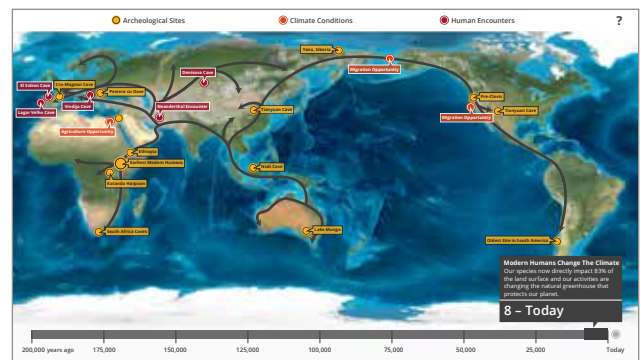 Archeological Sites
Climate Conditions
Human Encounters
?
Yana, Siberia
Migration Opportunity
Denisova Cave
El Sidron Cave
Cro-Magnon Cave
Pestera cu Oase
Vindija Cave
Lagar Velho Cave
Neanderthal Encounter
Tianyuan Cave
Pre-Clovis
Tianyuan Cave
Migration Opportunity
Agriculture Opportunity
Ethiopia
Earliest Modern Humans
Niah Cave
Katanda Harpoon
South Africa Caves
Lake Mungo
Oldest Site in South America
Modern Humans Change The Climate
Our species now directly impact 83% of
the land surface and our activities are
changing the natural greenhouse that
protects our planet.
8 – Today
200,000 years ago
175,000
150,000
125,000
100,000
75,000
50,000
25,000
Today